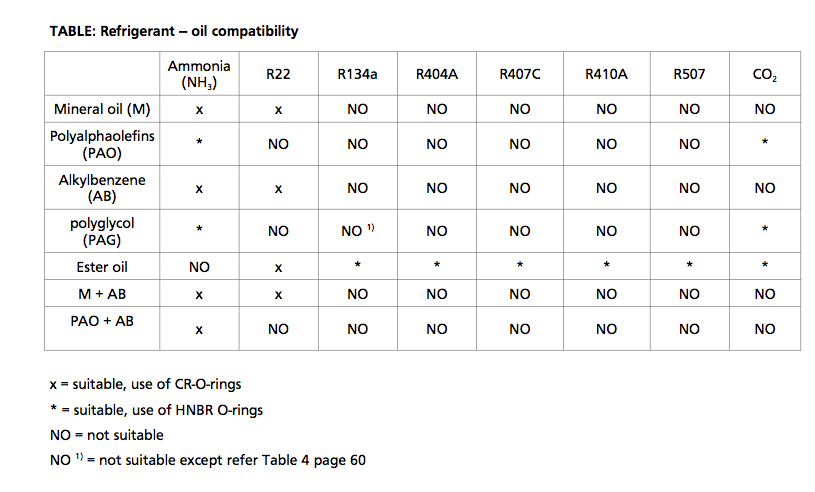 TABLE: Refrigerant – oil compatibility
Ammonia (NH₃) R22 R134a R404A R407C R410A R507 CO₂
Mineral oil (M) x x NO NO NO NO NO NO
Polyalphaolefins (PAO) * NO NO NO NO NO NO *
Alkylbenzene (AB) x x NO NO NO NO NO NO
polyglycol (PAG) * NO NO ¹⁾ NO NO NO NO *
Ester oil NO x * * * * * *
M + AB x x NO NO NO NO NO NO
PAO + AB x NO NO NO NO NO NO NO
x = suitable, use of CR-O-rings
* = suitable, use of HNBR O-rings
NO = not suitable
NO ¹⁾ = not suitable except refer Table 4 page 60